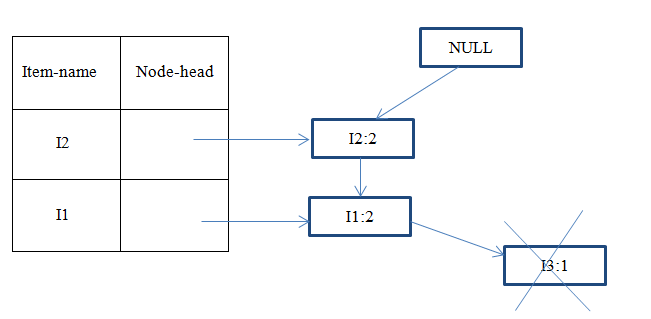 NULL
Item-name Node-head
I2
I2:2
I1
I1:2
I3:1